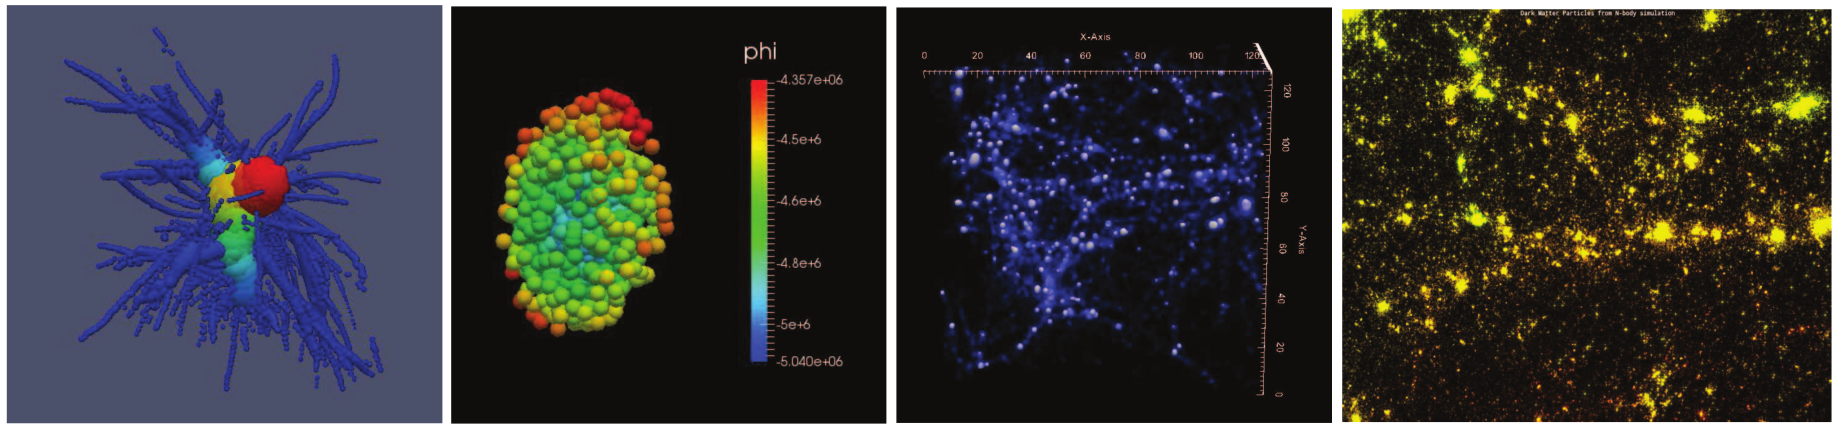 phi
-4.357e+06
-4.5e+6
-4.6e+6
-4.8e+6
-5e+6
-5.040e+06
X-Axis
0 20 40 60 80 100 120
120
100
80
60
40
20
0
Y-Axis
Dark Matter Particles from N-body simulation